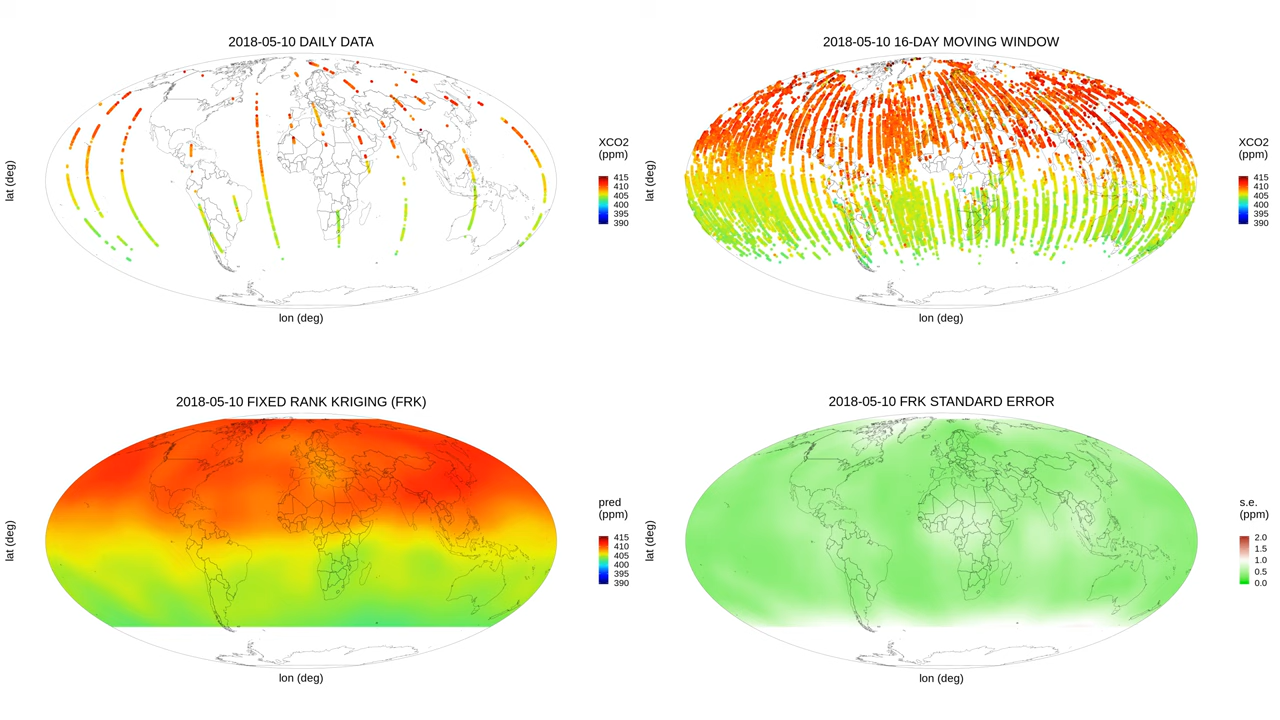 2018-05-10 DAILY DATA
lat (deg)
lon (deg)
XCO2
(ppm)
415
410
405
400
395
390
2018-05-10 16-DAY MOVING WINDOW
lat (deg)
lon (deg)
XCO2
(ppm)
415
410
405
400
395
390
2018-05-10 FIXED RANK KRIGING (FRK)
lat (deg)
lon (deg)
pred
(ppm)
415
410
405
400
395
390
2018-05-10 FRK STANDARD ERROR
lat (deg)
lon (deg)
s.e.
(ppm)
2.0
1.5
1.0
0.5
0.0